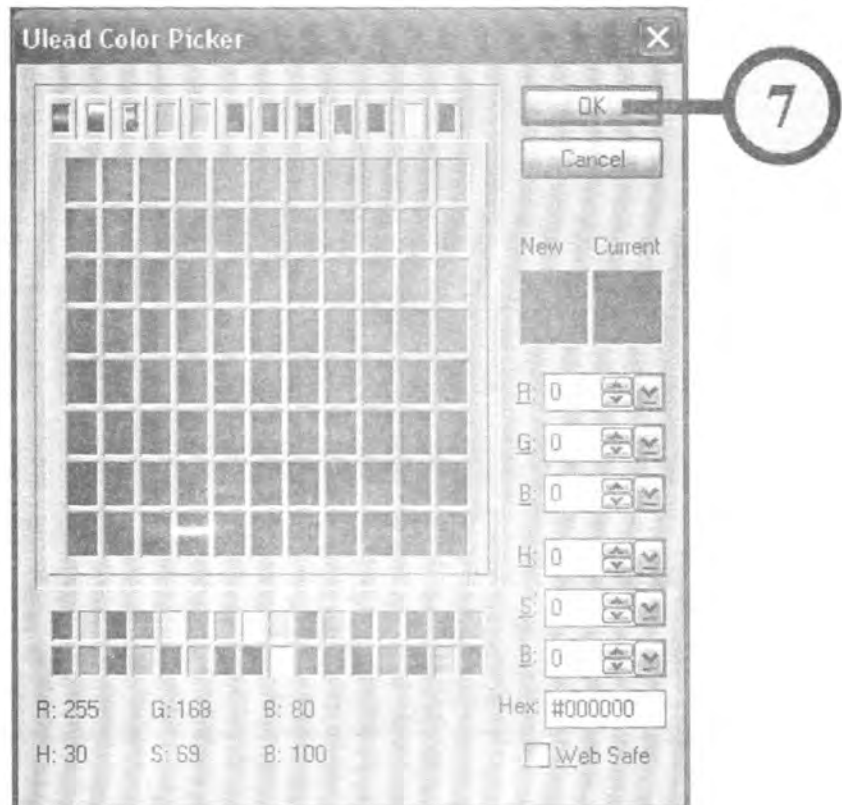 Ulead Color Picker
OK
7
Cancel
New Current
R: 0
G: 0
B: 0
H: 0
S: 0
B: 0
Hex: #000000
Web Safe
R: 255 G: 168 B: 80
H: 30 S: 69 B: 100